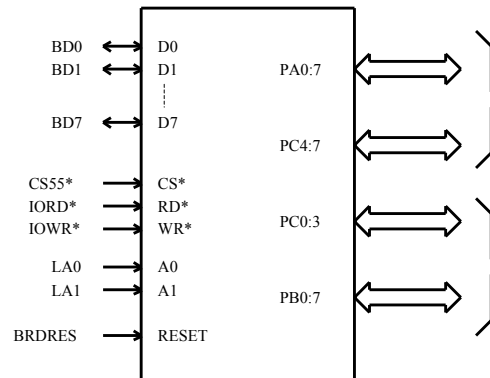 BD0 D0
BD1 D1 PA0:7
BD7 D7
PC4:7
CS55* CS*
IORD* RD*
IOWR* WR* PC0:3
LA0 A0
LA1 A1 PB0:7
BRDRES RESET